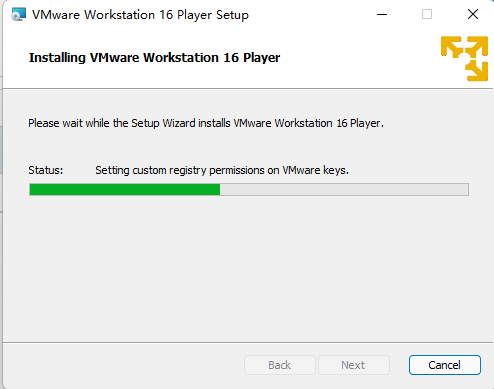 VMware Workstation 16 Player Setup
Installing VMware Workstation 16 Player
Please wait while the Setup Wizard installs VMware Workstation 16 Player.
Status: Setting custom registry permissions on VMware keys.
Back Next Cancel